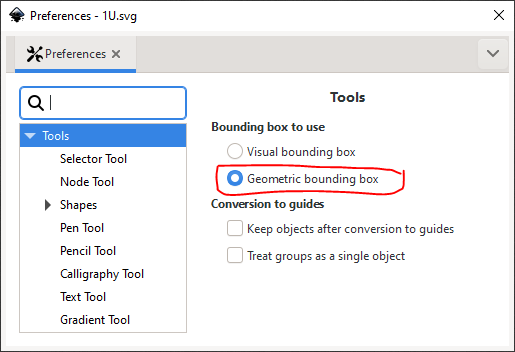 Preferences - 1U.svg
Preferences
Tools
Selector Tool
Node Tool
Shapes
Pen Tool
Pencil Tool
Calligraphy Tool
Text Tool
Gradient Tool
Tools
Bounding box to use
Visual bounding box
Geometric bounding box
Conversion to guides
Keep objects after conversion to guides
Treat groups as a single object